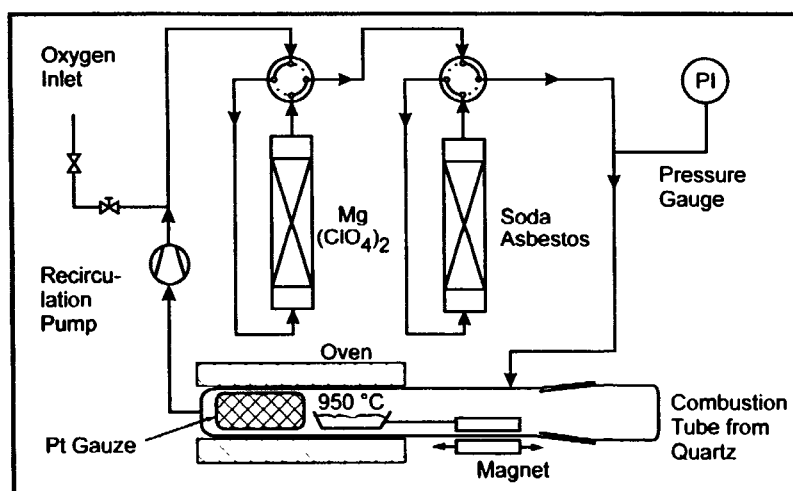 Oxygen
Inlet
PI
Pressure
Gauge
Mg
(ClO4)2
Soda
Asbestos
Recircu-
lation
Pump
Oven
950 °C
Pt Gauze
Magnet
Combustion
Tube from
Quartz